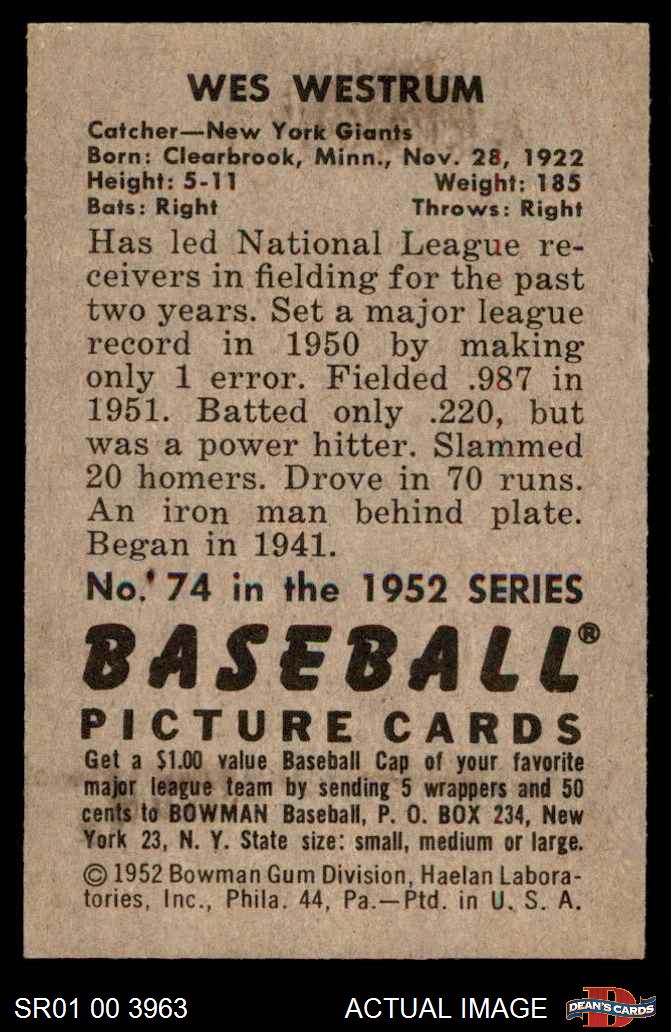 WES WESTRUM
Catcher—New York Giants
Born: Clearbrook, Minn., Nov. 28, 1922
Height: 5-11 Weight: 185
Bats: Right Throws: Right
Has led National League re-
ceivers in fielding for the past
two years. Set a major league
record in 1950 by making
only 1 error. Fielded .987 in
1951. Batted only .220, but
was a power hitter. Slammed
20 homers. Drove in 70 runs.
An iron man behind plate.
Began in 1941.
No. 74 in the 1952 SERIES
BASEBALL®
PICTURE CARDS
Get a $1.00 value Baseball Cap of your favorite
major league team by sending 5 wrappers and 50
cents to BOWMAN Baseball, P. O. BOX 234, New
York 23, N. Y. State size: small, medium or large.
© 1952 Bowman Gum Division, Haelan Labora-
tories, Inc., Phila. 44, Pa.—Ptd. in U. S. A.
SR01 00 3963 ACTUAL IMAGE D DEAN'S CARDS